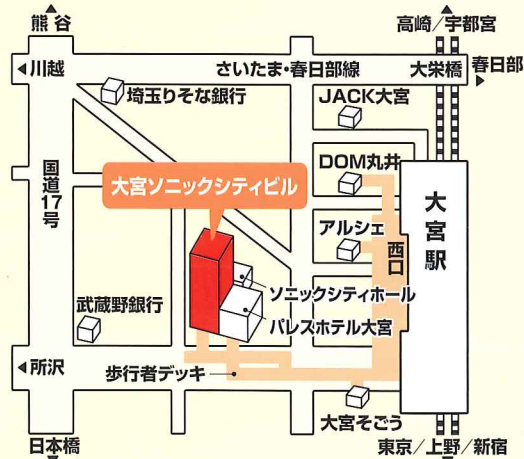 熊谷
高崎/宇都宮
川越
さいたま・春日部線
大栄橋
春日部
埼玉りそな銀行
JACK大宮
国道17号
大宮ソニックシティビル
DOM丸井
アルシェ
西口
大宮駅
ソニックシティホール
パレスホテル大宮
武蔵野銀行
所沢
歩行者デッキ
大宮そごう
日本橋
東京/上野/新宿